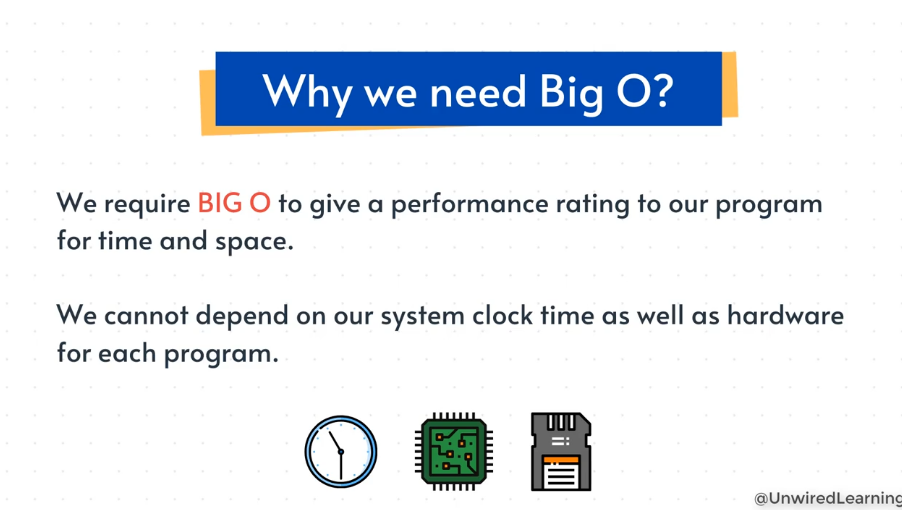 Why we need Big O?
We require BIG O to give a performance rating to our program
for time and space.
We cannot depend on our system clock time as well as hardware
for each program.
@UnwiredLearning